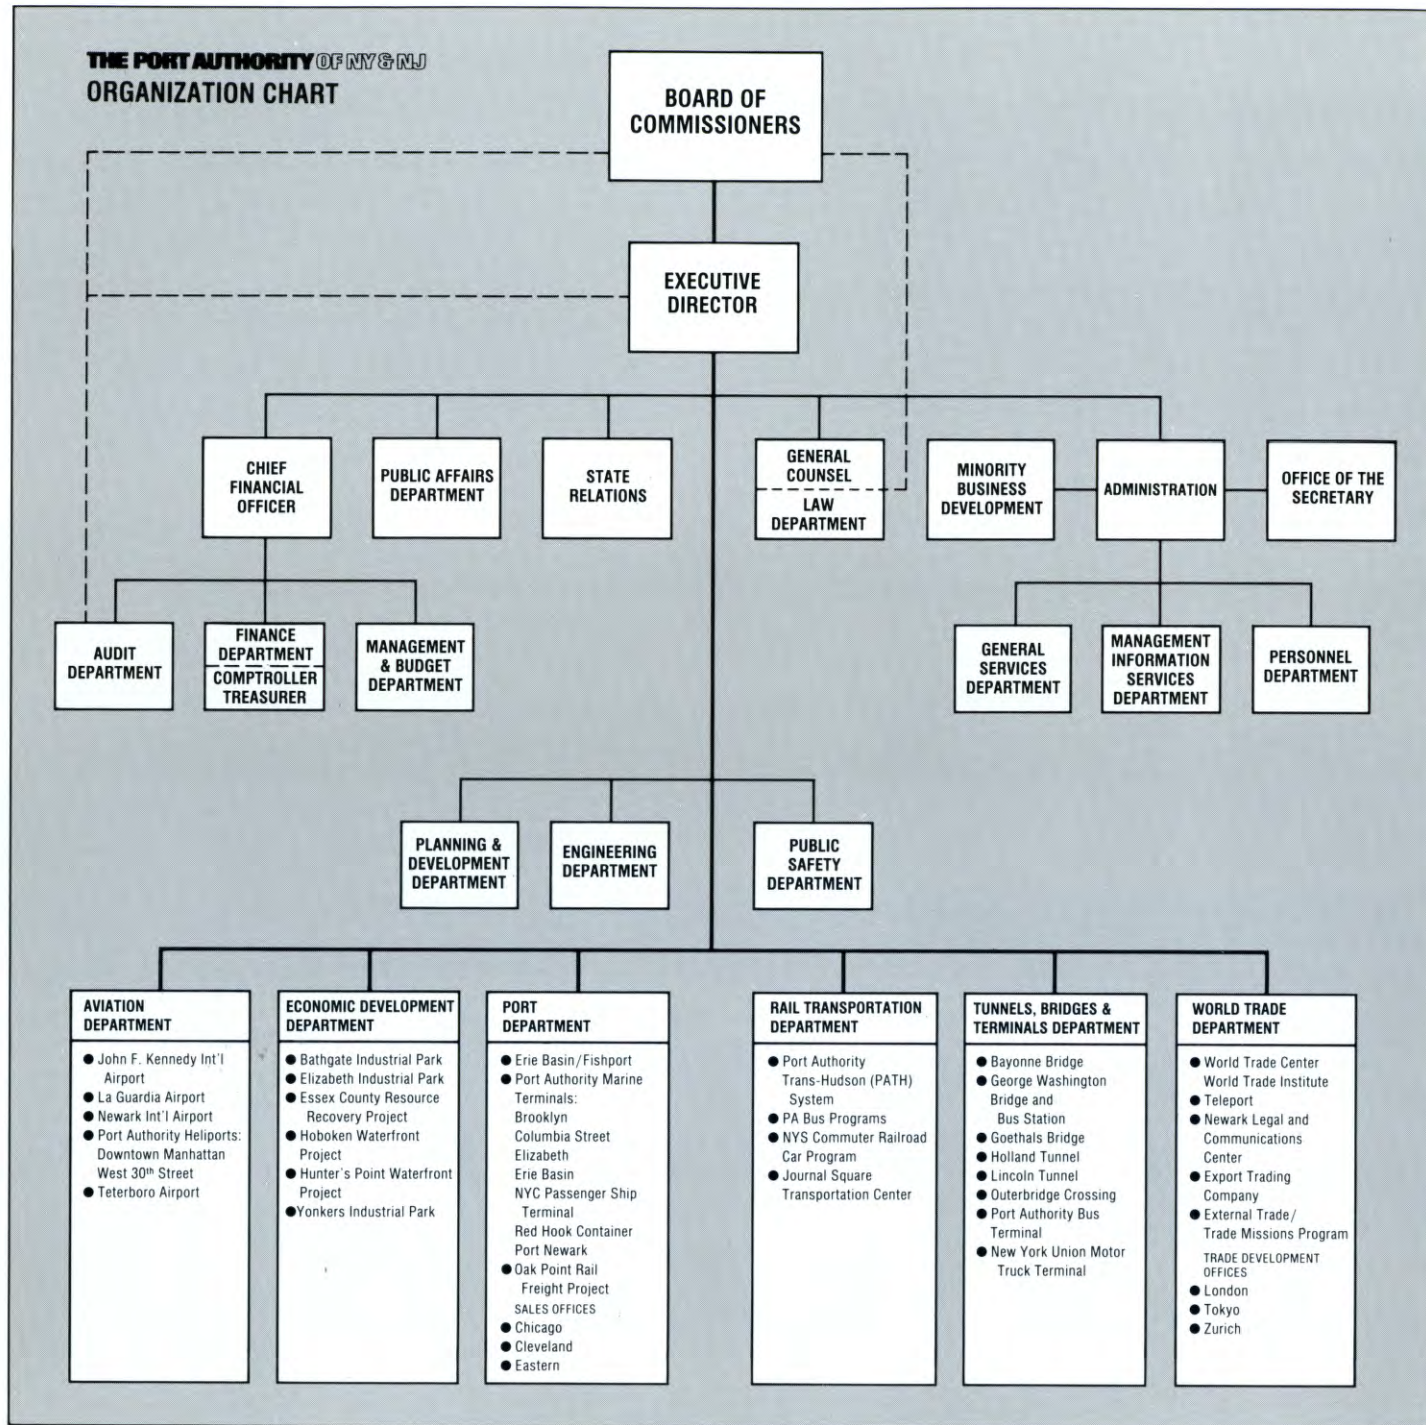 THE PORT AUTHORITY OF NY & NJ
ORGANIZATION CHART
BOARD OF
COMMISSIONERS
EXECUTIVE
DIRECTOR
CHIEF
FINANCIAL
OFFICER
PUBLIC AFFAIRS
DEPARTMENT
STATE
RELATIONS
GENERAL
COUNSEL
LAW
DEPARTMENT
MINORITY
BUSINESS
DEVELOPMENT
ADMINISTRATION
OFFICE OF THE
SECRETARY
AUDIT
DEPARTMENT
FINANCE
DEPARTMENT
COMPTROLLER
TREASURER
MANAGEMENT
& BUDGET
DEPARTMENT
GENERAL
SERVICES
DEPARTMENT
MANAGEMENT
INFORMATION
SERVICES
DEPARTMENT
PERSONNEL
DEPARTMENT
PLANNING &
DEVELOPMENT
DEPARTMENT
ENGINEERING
DEPARTMENT
PUBLIC
SAFETY
DEPARTMENT
AVIATION
DEPARTMENT
● John F. Kennedy Int'l
Airport
● La Guardia Airport
● Newark Int'l Airport
● Port Authority Heliports:
Downtown Manhattan
West 30th Street
● Teterboro Airport
ECONOMIC DEVELOPMENT
DEPARTMENT
● Bathgate Industrial Park
● Elizabeth Industrial Park
● Essex County Resource
Recovery Project
● Hoboken Waterfront
Project
● Hunter's Point Waterfront
Project
● Yonkers Industrial Park
PORT
DEPARTMENT
● Erie Basin/Fishport
● Port Authority Marine
Terminals:
Brooklyn
Columbia Street
Elizabeth
Erie Basin
NYC Passenger Ship
Terminal
Red Hook Container
Port Newark
● Oak Point Rail
Freight Project
SALES OFFICES
● Chicago
● Cleveland
● Eastern
RAIL TRANSPORTATION
DEPARTMENT
● Port Authority
Trans-Hudson (PATH)
System
● PA Bus Programs
● NYS Commuter Railroad
Car Program
● Journal Square
Transportation Center
TUNNELS, BRIDGES &
TERMINALS DEPARTMENT
● Bayonne Bridge
● George Washington
Bridge and
Bus Station
● Goethals Bridge
● Holland Tunnel
● Lincoln Tunnel
● Outerbridge Crossing
● Port Authority Bus
Terminal
● New York Union Motor
Truck Terminal
WORLD TRADE
DEPARTMENT
● World Trade Center
World Trade Institute
● Teleport
● Newark Legal and
Communications
Center
● Export Trading
Company
● External Trade/
Trade Missions Program
TRADE DEVELOPMENT
OFFICES
● London
● Tokyo
● Zurich